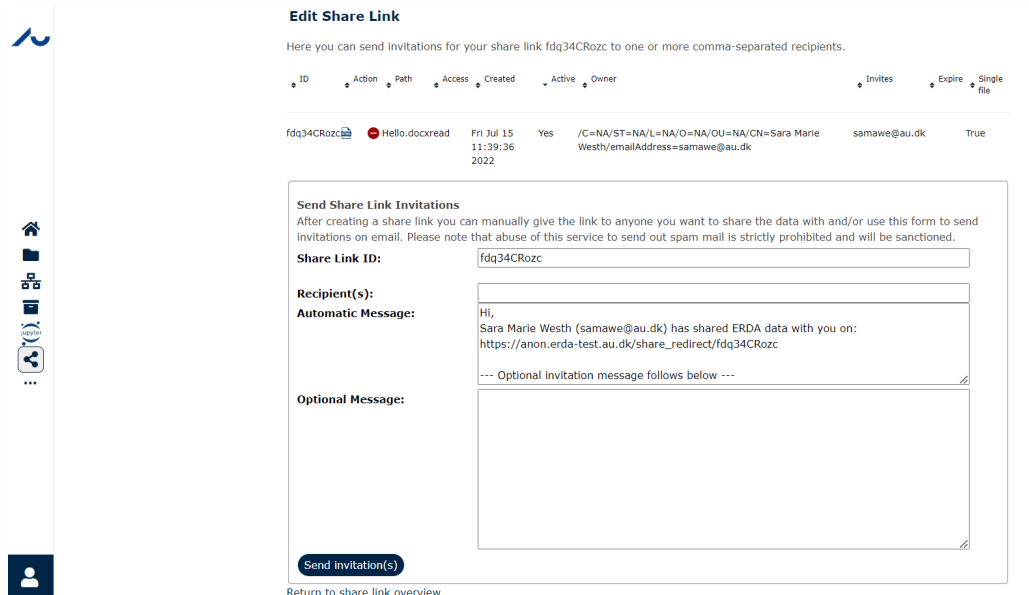 Edit Share Link
Here you can send invitations for your share link fdq34CRozc to one or more comma-separated recipients.
ID Action Path Access Created Active Owner Invites Expire Single
file
fdq34CRozc Hello.docx read Fri Jul 15 Yes /C=NA/ST=NA/L=NA/O=NA/OU=NA/CN=Sara Marie samawe@au.dk True
11:39:36 Westh/emailAddress=samawe@au.dk
2022
Send Share Link Invitations
After creating a share link you can manually give the link to anyone you want to share the data with and/or use this form to send
invitations on email. Please note that abuse of this service to send out spam mail is strictly prohibited and will be sanctioned.
Share Link ID: fdq34CRozc
Recipient(s):
Automatic Message: Hi,
Sara Marie Westh (samawe@au.dk) has shared ERDA data with you on:
https://anon.erda-test.au.dk/share_redirect/fdq34CRozc
--- Optional invitation message follows below ---
jupyter
Optional Message:
Send invitation(s)
Return to share link overview